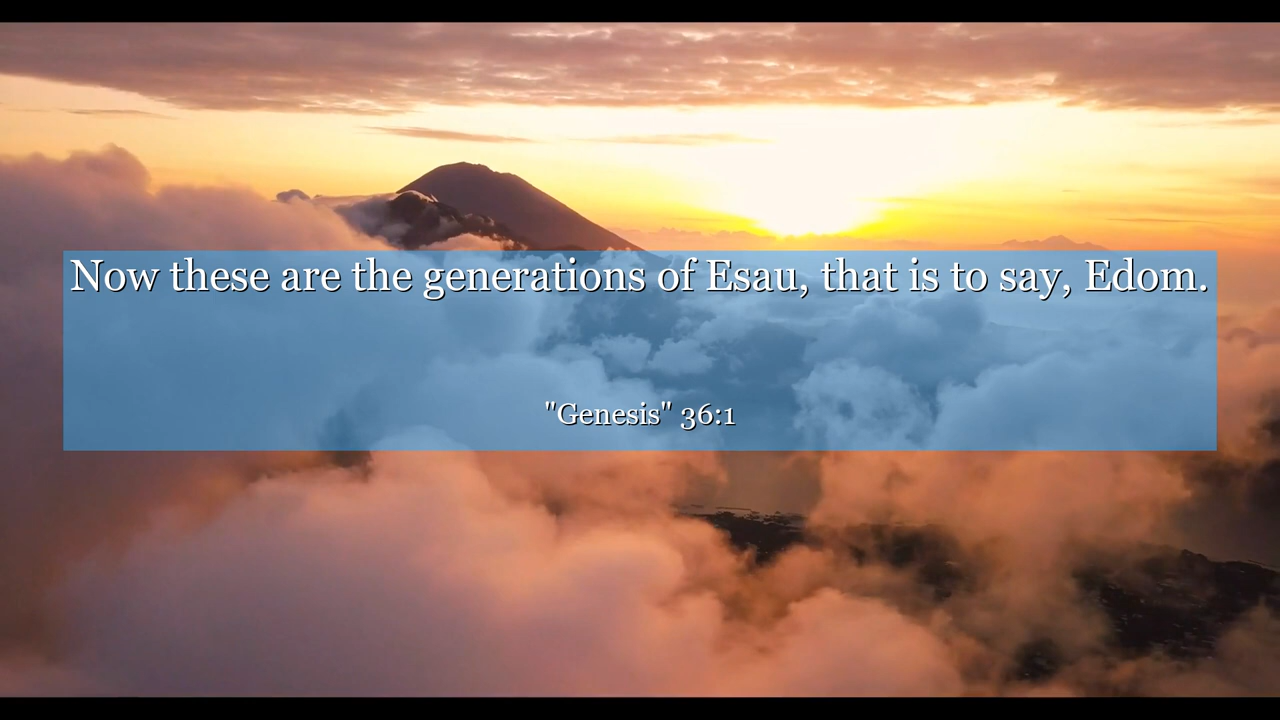 Now these are the generations of Esau, that is to say, Edom.
"Genesis" 36:1